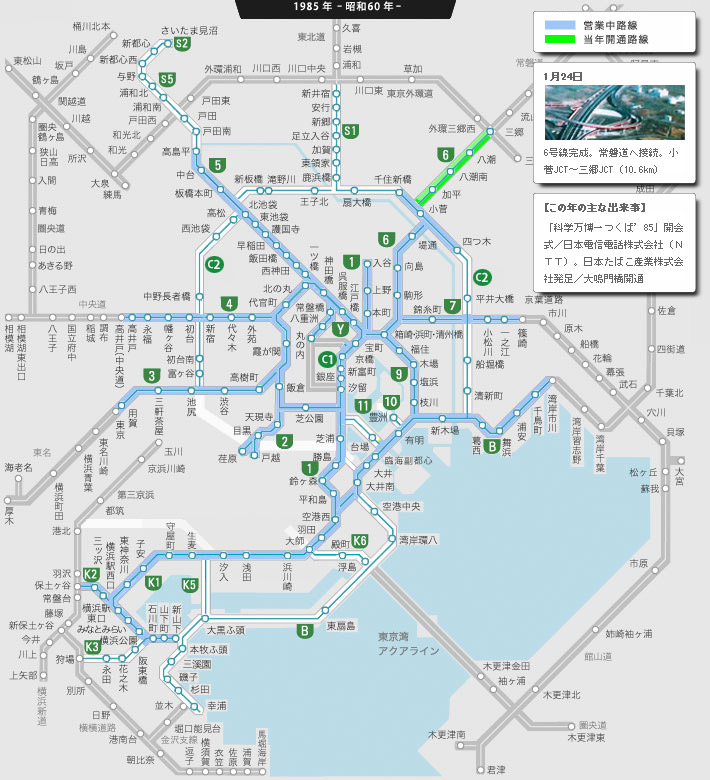 1985 年 - 昭和60 年 -
営業中路線
当年開通路線
1月24日
6号線完成。常磐道へ接続。小
菅JCT～三郷JCT（10.6km）
【この年の主な出来事】
「科学万博－つくば’85」開会
式／日本電信電話株式会社（Ｎ
ＴＴ）。日本たばこ産業株式会
社発足／大鳴門橋開通
桶川北本
さいたま見沼
新都心
新都心西
与野
浦和北
浦和南
S2
S5
川島
坂戸
東松山
鶴ヶ島
関越道
川越
圏央
鶴ヶ島
狭山
日高
所沢
入間
大泉
練馬
和光
和光北
戸田西
戸田東
戸田
戸田南
外環浦和
川口西
川口中央
東北道
久喜
岩槻
浦和
川口東
草加
東京外環道
外環三郷西
三郷
常磐道
流山
新井宿
安行
新郷
足立入谷
加賀
東領家
鹿浜橋
S1
6
八潮
八潮南
加平
小菅
高島平
中台
板橋本町
5
新板橋
滝野川
王子北
扇大橋
千住新橋
高松
西池袋
北池袋
東池袋
護国寺
早稲田
飯田橋
西神田
一ツ橋
神田橋
呉服橋
江戸橋
C2
青梅
圏央道
日の出
あきる野
八王子西
中央道
相模湖
相模湖東出口
八王子
国立府中
稲城
調布
高井戸（中央道）
高井戸
永福
幡ヶ谷
初台
新宿
代々木
外苑
中野長者橋
初台南
富ヶ谷
4
北の丸
代官町
霞が関
常盤橋
八重洲
丸の内
Y
C1
銀座
宝町
京橋
新富町
汐留
1
入谷
上野
本町
6
向島
駒形
堤通
四つ木
C2
平井大橋
錦糸町
7
小松川
一之江
篠崎
船堀橋
清新町
京葉道路
市川
原木
船橋
花輪
幕張
武石
穴川
千葉北
四街道
佐倉
成田
貝塚
大宮
松ヶ丘
蘇我
市原
箱崎・浜町・清洲橋
福住
木場
塩浜
枝川
9
10
11
豊洲
有明
新木場
葛西
舞浜
浦安
千鳥町
湾岸市川
湾岸習志野
湾岸千葉
B
3
東京
用賀
三軒茶屋
池尻
渋谷
高樹町
飯倉
芝公園
天現寺
目黒
荏原
戸越
2
芝浦
台場
臨海副都心
勝島
鈴ヶ森
1
大井
大井南
平和島
空港西
空港中央
羽田
湾岸環八
大師
殿町
K6
浮島
浜川崎
浅田
汐入
生麦
守屋町
子安
東神奈川
横浜駅西口
三ッ沢
東名
東名川崎
横浜青葉
横浜町田
海老名
厚木
玉川
京浜川崎
第三京浜
都筑
港北
羽沢
保土ヶ谷
常盤台
K2
K1
K5
横浜駅
東口
みなとみらい
横浜公園
石川町
山下町
新山下
藤塚
新保土ヶ谷
今井
川上
上矢部
横浜新道
狩場
K3
永田
花之木
阪東橋
大黒ふ頭
本牧ふ頭
三溪園
磯子
杉田
幸浦
B
東扇島
別所
日野
横横道路
港南台
並木
堀口能見台
金沢支線
朝比奈
逗子
横須賀
衣笠
佐原
浦賀
馬堀海岸
東京湾
アクアライン
木更津金田
袖ヶ浦
木更津北
姉崎袖ヶ浦
館山道
圏央道
木更津東
木更津南
君津